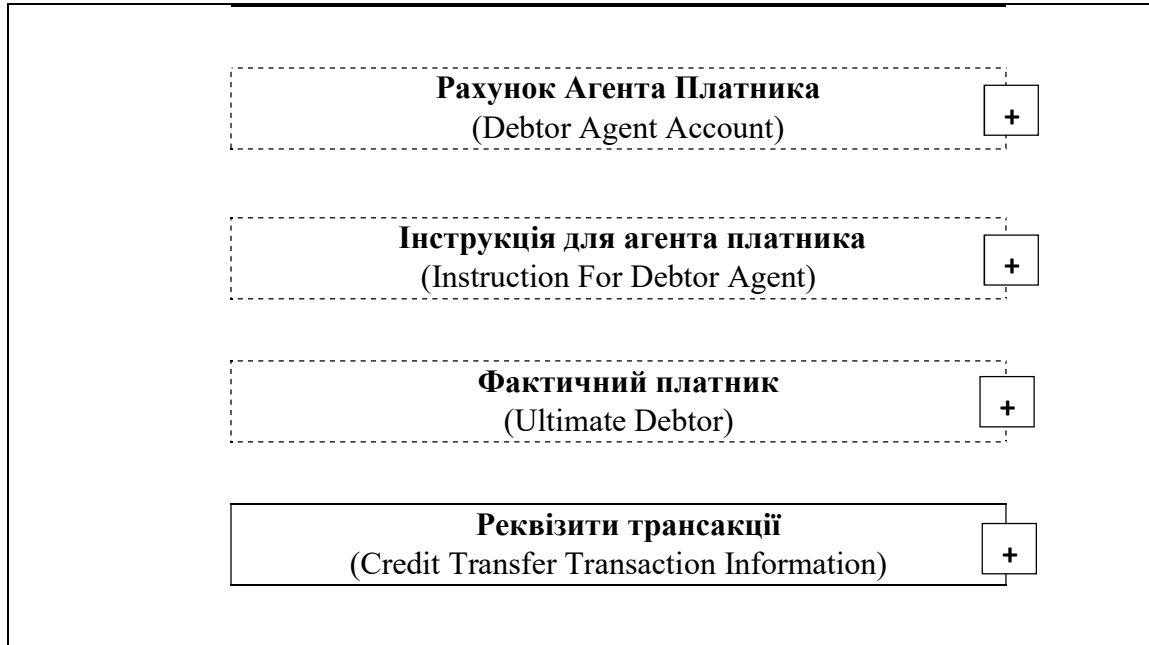 Рахунок Агента Платника
(Debtor Agent Account)
+
Інструкція для агента платника
(Instruction For Debtor Agent)
+
Фактичний платник
(Ultimate Debtor)
+
Реквізити трансакції
(Credit Transfer Transaction Information)
+